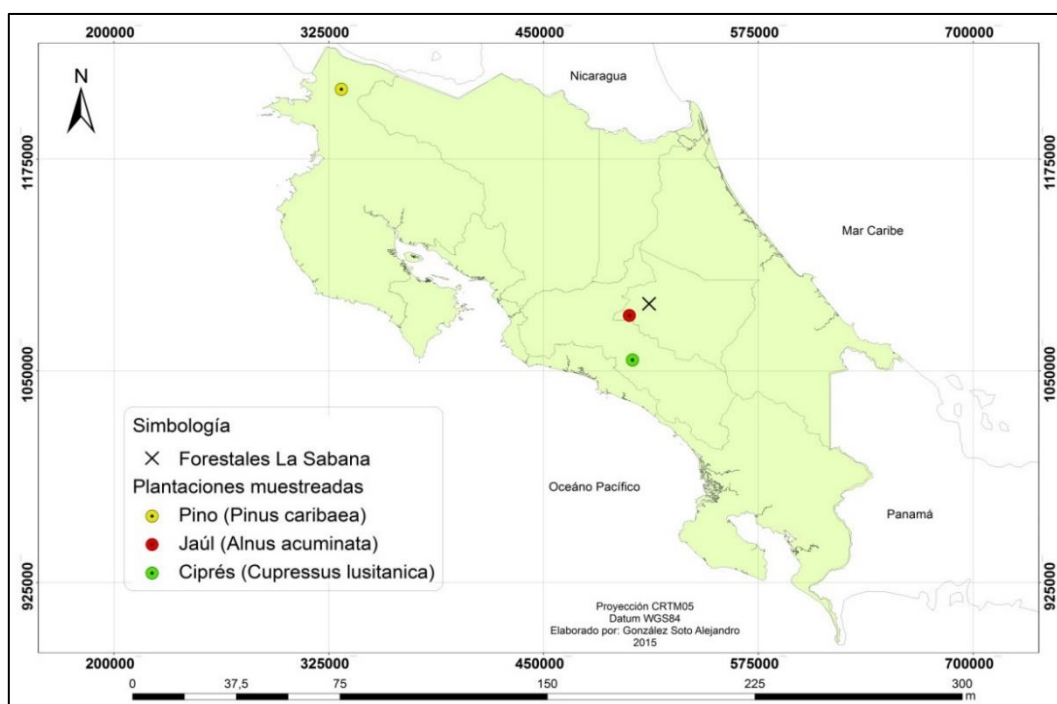 200000 325000 450000 575000 700000
N
Nicaragua
1175000 1175000
Mar Caribe
1050000 1050000
Simbología
Forestales La Sabana
Plantaciones muestreadas
Pino (Pinus caribaea)
Jaúl (Alnus acuminata)
Ciprés (Cupressus lusitanica)
Oceáno Pacífico
Panamá
925000 925000
Proyección CRTM05
Datum WGS84
Elaborado por: González Soto Alejandro
2015
200000 325000 450000 575000 700000
0 37,5 75 150 225 300
m